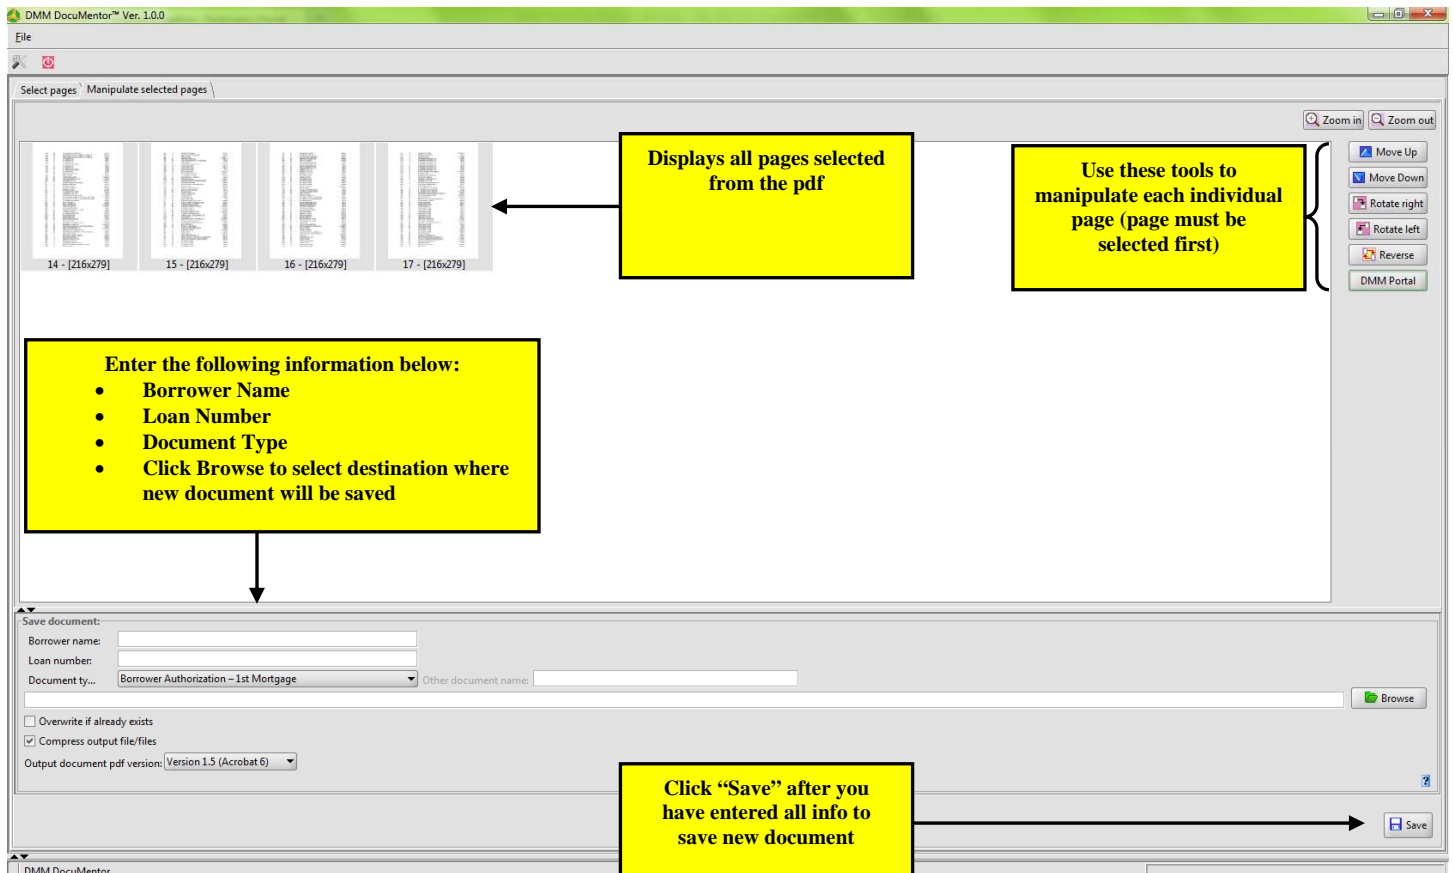 DMM DocuMentor™ Ver. 1.0.0
File
Select pages
Manipulate selected pages
Zoom in
Zoom out
Displays all pages selected
from the pdf
Use these tools to
manipulate each individual
page (page must be
selected first)
Move Up
Move Down
Rotate right
Rotate left
Reverse
DMM Portal
14 - [216x279]
15 - [216x279]
16 - [216x279]
17 - [216x279]
Enter the following information below:
• Borrower Name
• Loan Number
• Document Type
• Click Browse to select destination where
new document will be saved
Save document:
Borrower name:
Loan number:
Document ty...
Borrower Authorization – 1st Mortgage
Other document name:
Browse
Overwrite if already exists
Compress output file/files
Output document pdf version:
Version 1.5 (Acrobat 6)
?
Click “Save” after you
have entered all info to
save new document
Save
DMM DocuMentor